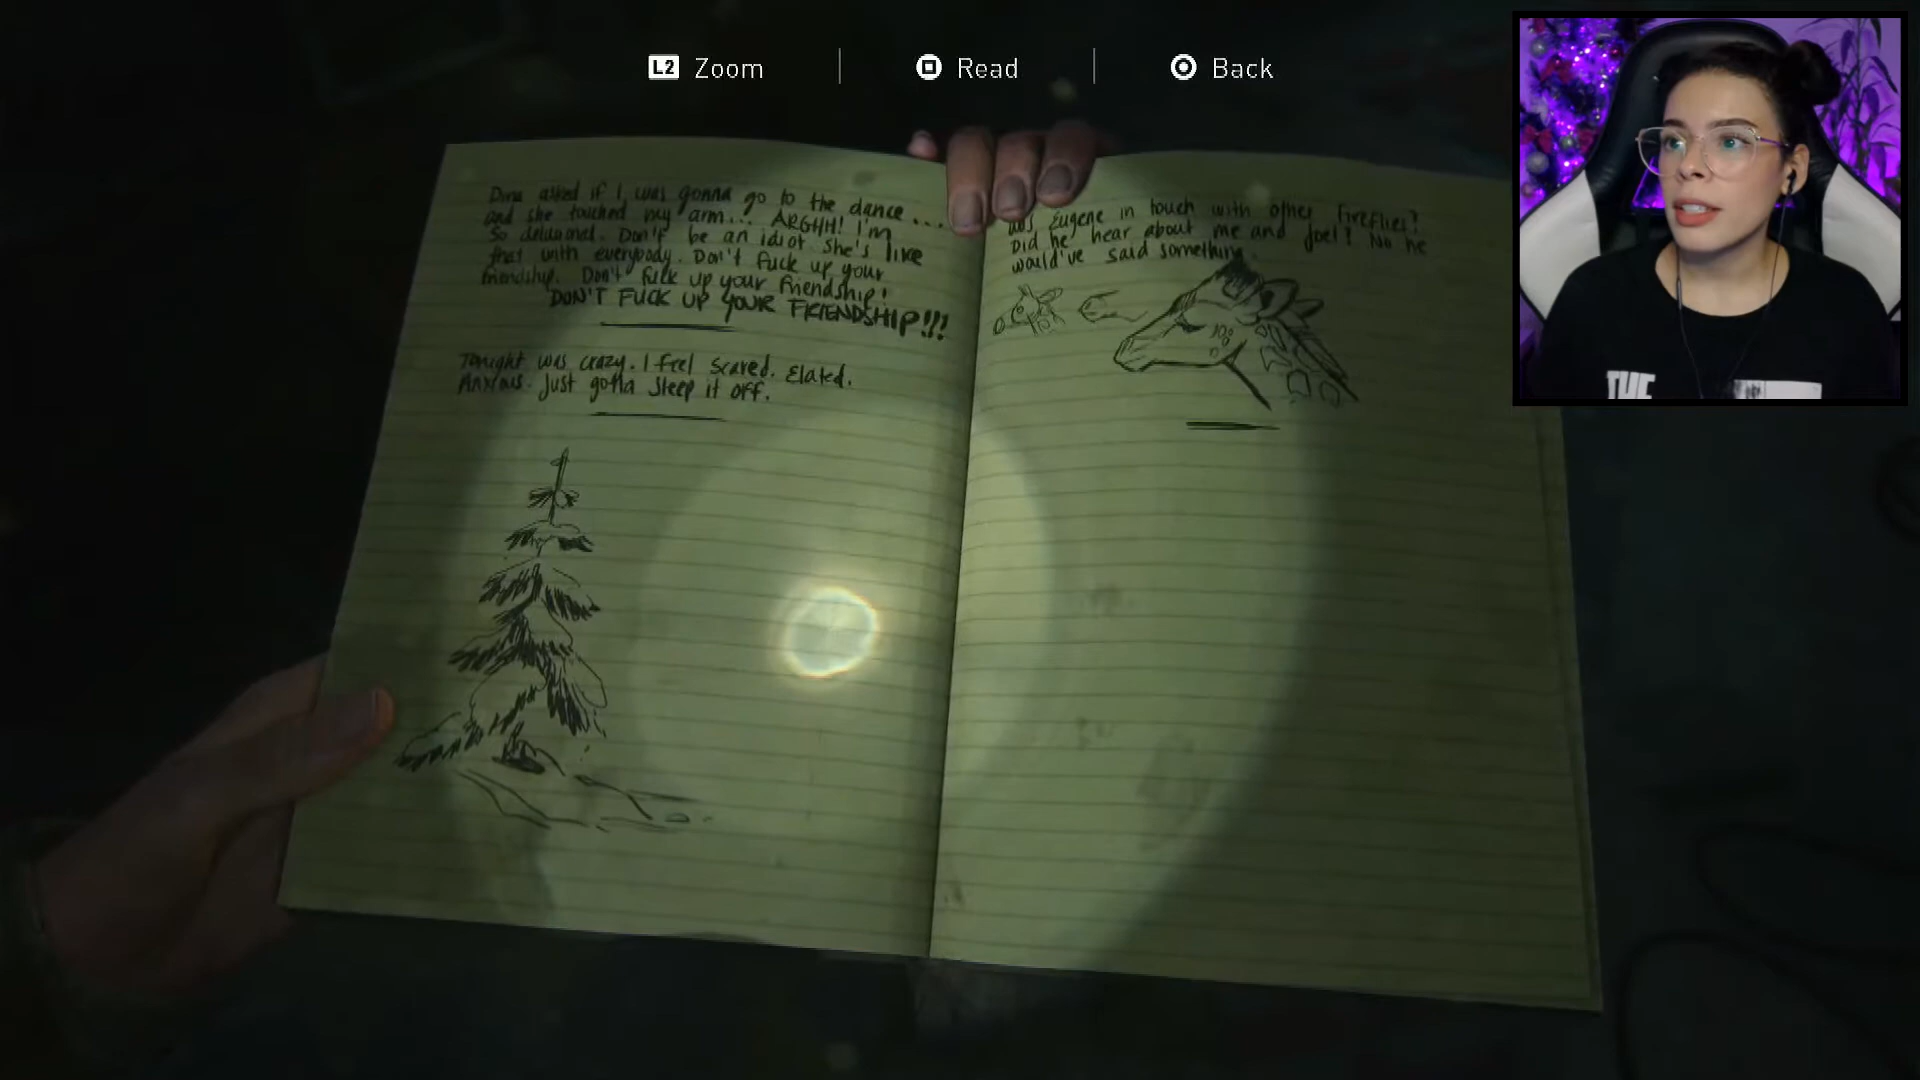 L2 Zoom
Read
Back
Dina asked if I was gonna go to the dance....
and she touched my arm... ARGHH! I'm
so delusional. Don't be an idiot. She's like
that with everybody. Don't fuck up your
friendship. Don't fuck up your friendship!
DON'T FUCK UP YOUR FRIENDSHIP!!!
Tonight was crazy. I feel scared. Elated.
Anxious. Just gotta sleep it off.
Was Eugene in touch with other fireflies?
Did he hear about me and Joel? No he
would've said something.
THE